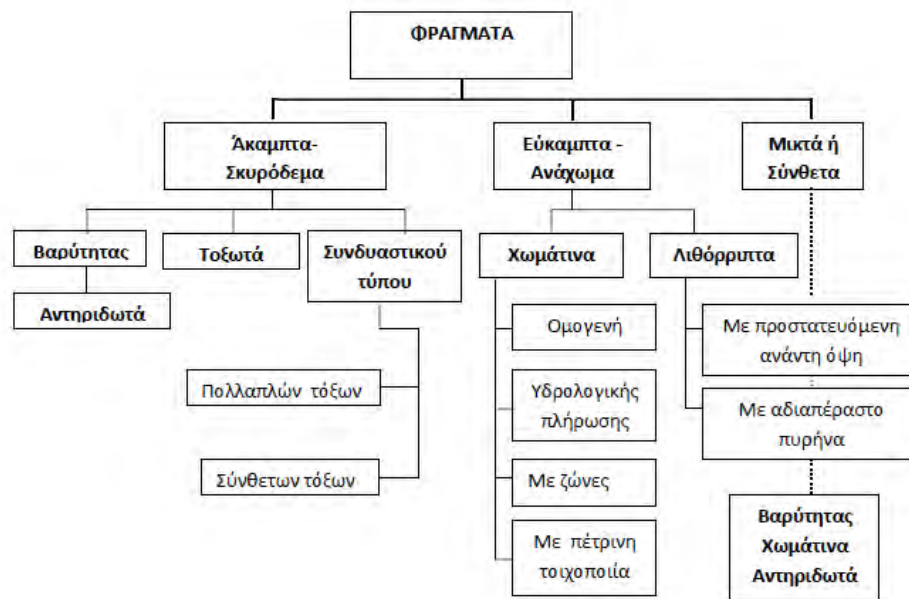 ΦΡΑΓΜΑΤΑ
Άκαμπτα-
Σκυρόδεμα
Εύκαμπτα -
Ανάχωμα
Μικτά ή
Σύνθετα
Βαρύτητας
Αντηριδωτά
Τοξωτά
Συνδυαστικού
τύπου
Πολλαπλών τόξων
Σύνθετων τόξων
Χωμάτινα
Ομογενή
Υδρολογικής
πλήρωσης
Με ζώνες
Με πέτρινη
τοιχοποιία
Λιθόρριπτα
Με προστατευόμενη
ανάντη όψη
Με αδιαπέραστο
πυρήνα
Βαρύτητας
Χωμάτινα
Αντηριδωτά